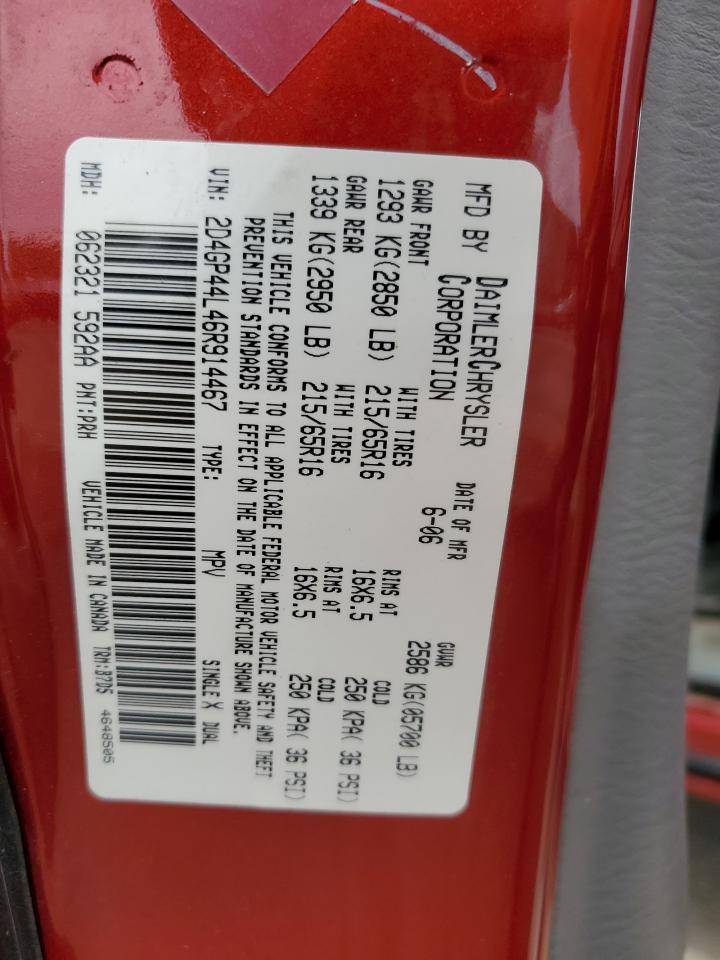 MFD BY DAIMLERCHRYSLER CORPORATION DATE OF MFR 6-06 GVWR 2586 KG(05700 LB)
GAWR FRONT WITH TIRES RIMS AT COLD
1293 KG(2850 LB) 215/65R16 16X6.5 250 KPA( 36 PSI)
GAWR REAR WITH TIRES RIMS AT COLD
1339 KG(2950 LB) 215/65R16 16X6.5 250 KPA( 36 PSI)
THIS VEHICLE CONFORMS TO ALL APPLICABLE FEDERAL MOTOR VEHICLE SAFETY AND THEFT
PREVENTION STANDARDS IN EFFECT ON THE DATE OF MANUFACTURE SHOWN ABOVE.
VIN: 2D4GP44L46R914467 TYPE: MPV SINGLE X DUAL
MDH: 062321 592AA PNT:PRH VEHICLE MADE IN CANADA TRM:B7D5 4648505